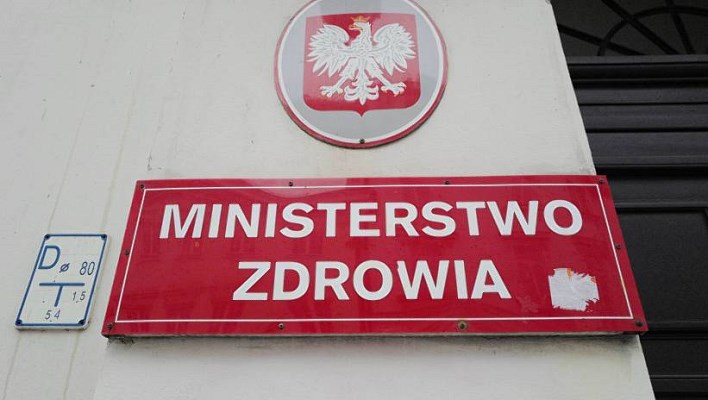 MINISTERSTWO
ZDROWIA
D ø 80
1,5
5,4